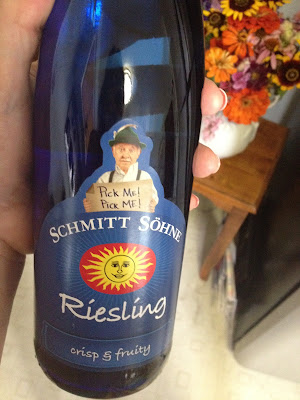 PICK ME!
PICK ME!
SCHMITT SÖHNE
Riesling
crisp & fruity